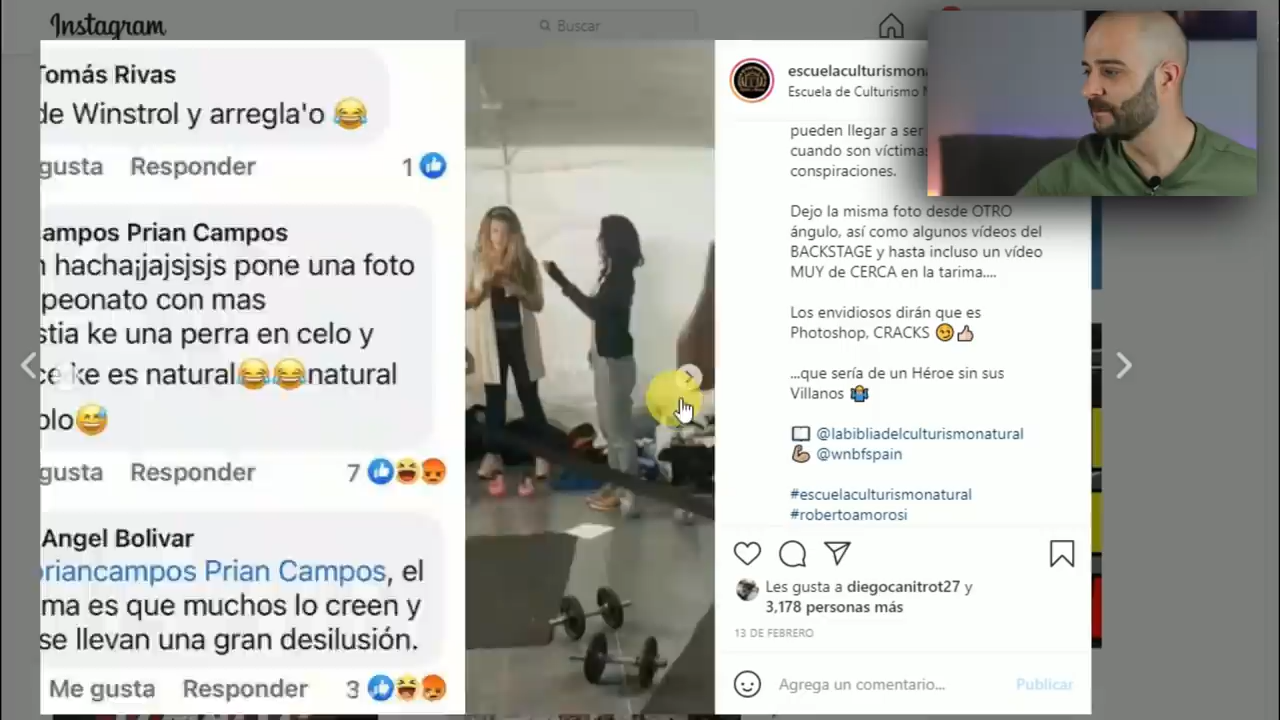 Instagram
Buscar
Tomás Rivas
de Winstrol y arregla'o 😂
gusta Responder 1
ampos Prian Campos
hacha¡jajsjsjs pone una foto
peonato con mas
stia ke una perra en celo y
ke es natural😂😂natural
olo😅
gusta Responder 7
Angel Bolivar
priancampos Prian Campos, el
ma es que muchos lo creen y
se llevan una gran desilusión.
Me gusta Responder 3
escuelaculturismona
Escuela de Culturismo
pueden llegar a ser
cuando son víctimas
conspiraciones.
Dejo la misma foto desde OTRO
ángulo, así como algunos vídeos del
BACKSTAGE y hasta incluso un vídeo
MUY de CERCA en la tarima....
Los envidiosos dirán que es
Photoshop, CRACKS 😏👍🏻
...que sería de un Héroe sin sus
Villanos 🤷‍♂️
📖 @labibliadelculturismonatural
💪🏼 @wnbfspain
#escuelaculturismonatural
#robertoamorosi
Les gusta a diegocanitrot27 y
3,178 personas más
13 DE FEBRERO
Agrega un comentario... Publicar